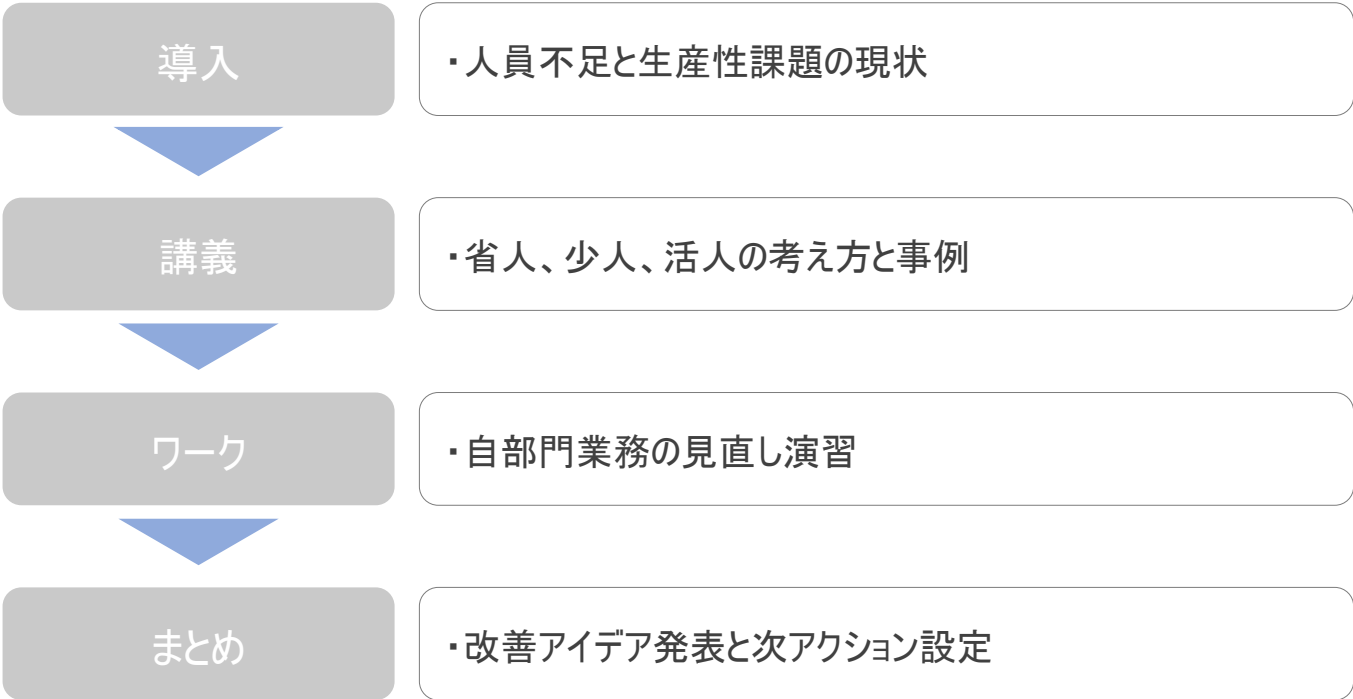 導入
・人員不足と生産性課題の現状
講義
・省人、少人、活人の考え方と事例
ワーク
・自部門業務の見直し演習
まとめ
・改善アイデア発表と次アクション設定